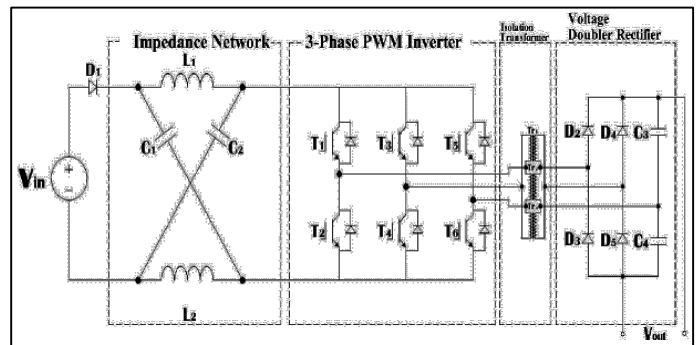 Impedance Network
3-Phase PWM Inverter
Isolation
Transformer
Voltage
Doubler Rectifier
D1
L1
C1
C2
Vin
+
−
L2
T1
T3
T5
T2
T4
T6
Tr1
D2
D4
C3
D3
D5
C4
Vout